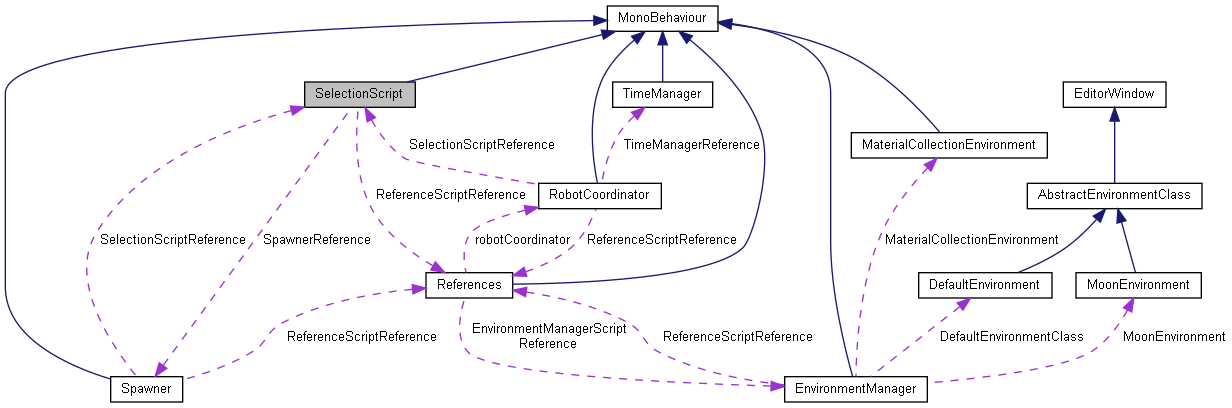 MonoBehaviour
SelectionScript
TimeManager
EditorWindow
SelectionScriptReference
TimeManagerReference
MaterialCollectionEnvironment
ReferenceScriptReference
RobotCoordinator
AbstractEnvironmentClass
SelectionScriptReference
SpawnerReference
robotCoordinator
ReferenceScriptReference
MaterialCollectionEnvironment
References
DefaultEnvironment
MoonEnvironment
ReferenceScriptReference
EnvironmentManagerScript
Reference
ReferenceScriptReference
DefaultEnvironmentClass
MoonEnvironment
Spawner
EnvironmentManager